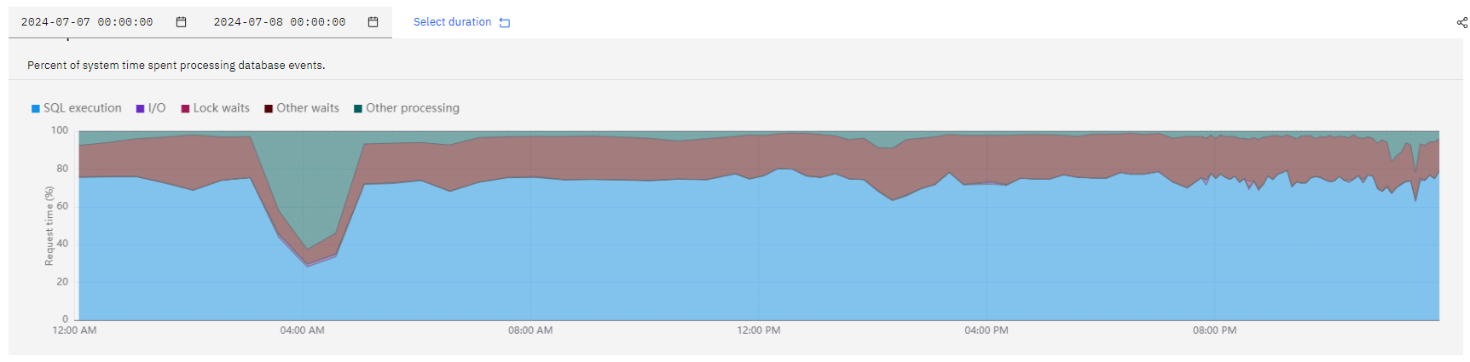 2024-07-07 00:00:00 2024-07-08 00:00:00 Select duration
Percent of system time spent processing database events.
SQL execution I/O Lock waits Other waits Other processing
100
80
60
40
20
0
Request time (%)
12:00 AM 04:00 AM 08:00 AM 12:00 PM 04:00 PM 08:00 PM